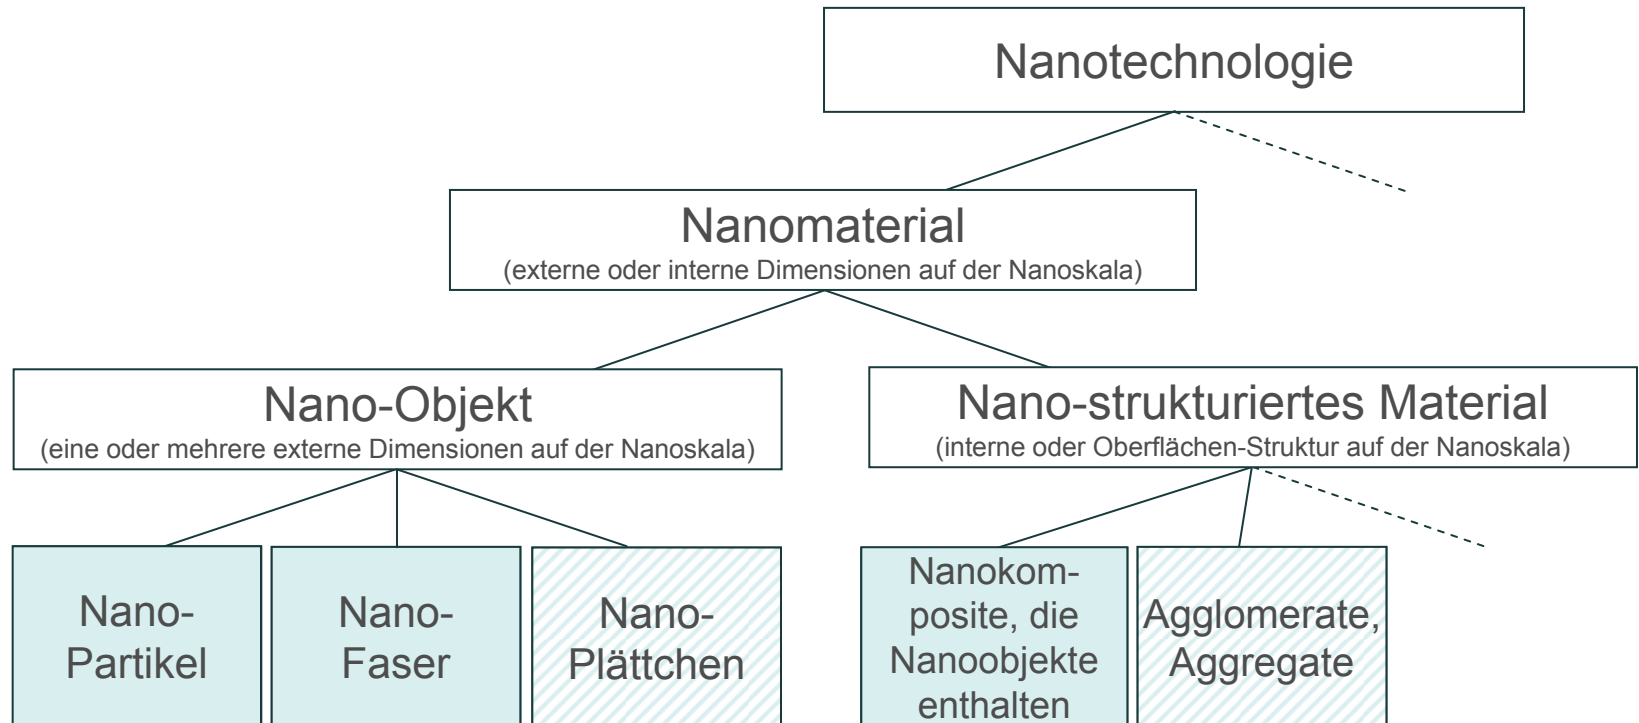 Nanotechnologie
Nanomaterial
(externe oder interne Dimensionen auf der Nanoskala)
Nano-Objekt
(eine oder mehrere externe Dimensionen auf der Nanoskala)
Nano-strukturiertes Material
(interne oder Oberflächen-Struktur auf der Nanoskala)
Nano-
Partikel
Nano-
Faser
Nano-
Plättchen
Nanokom-
posite, die
Nanoobjekte
enthalten
Agglomerate,
Aggregate